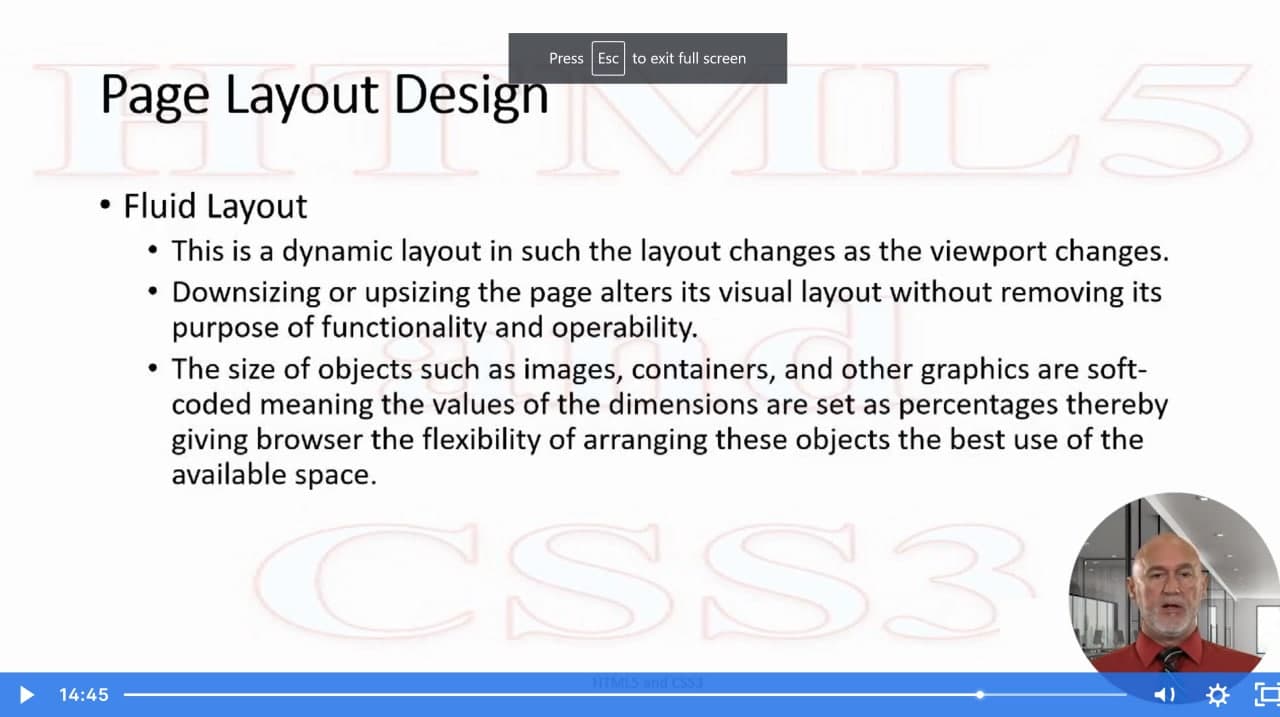 Press Esc to exit full screen
HTML5
Page Layout Design
• Fluid Layout
• This is a dynamic layout in such the layout changes as the viewport changes.
• Downsizing or upsizing the page alters its visual layout without removing its
purpose of functionality and operability.
and
• The size of objects such as images, containers, and other graphics are soft-
coded meaning the values of the dimensions are set as percentages thereby
giving browser the flexibility of arranging these objects the best use of the
available space.
CSS3
HTML5 and CSS3
14:45